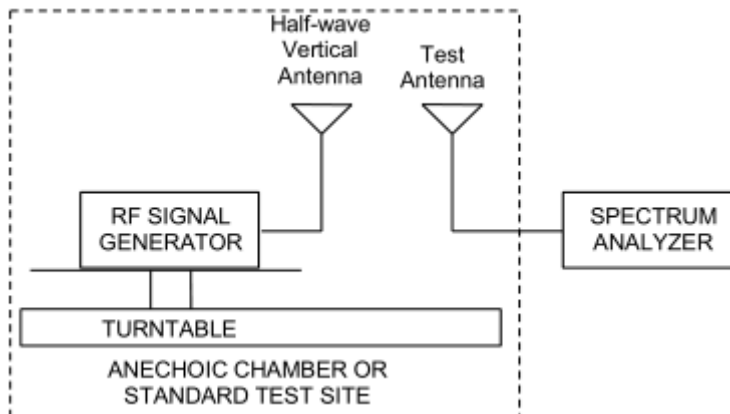 Half-wave
Vertical
Antenna
Test
Antenna
RF SIGNAL
GENERATOR
SPECTRUM
ANALYZER
TURNTABLE
ANECHOIC CHAMBER OR
STANDARD TEST SITE